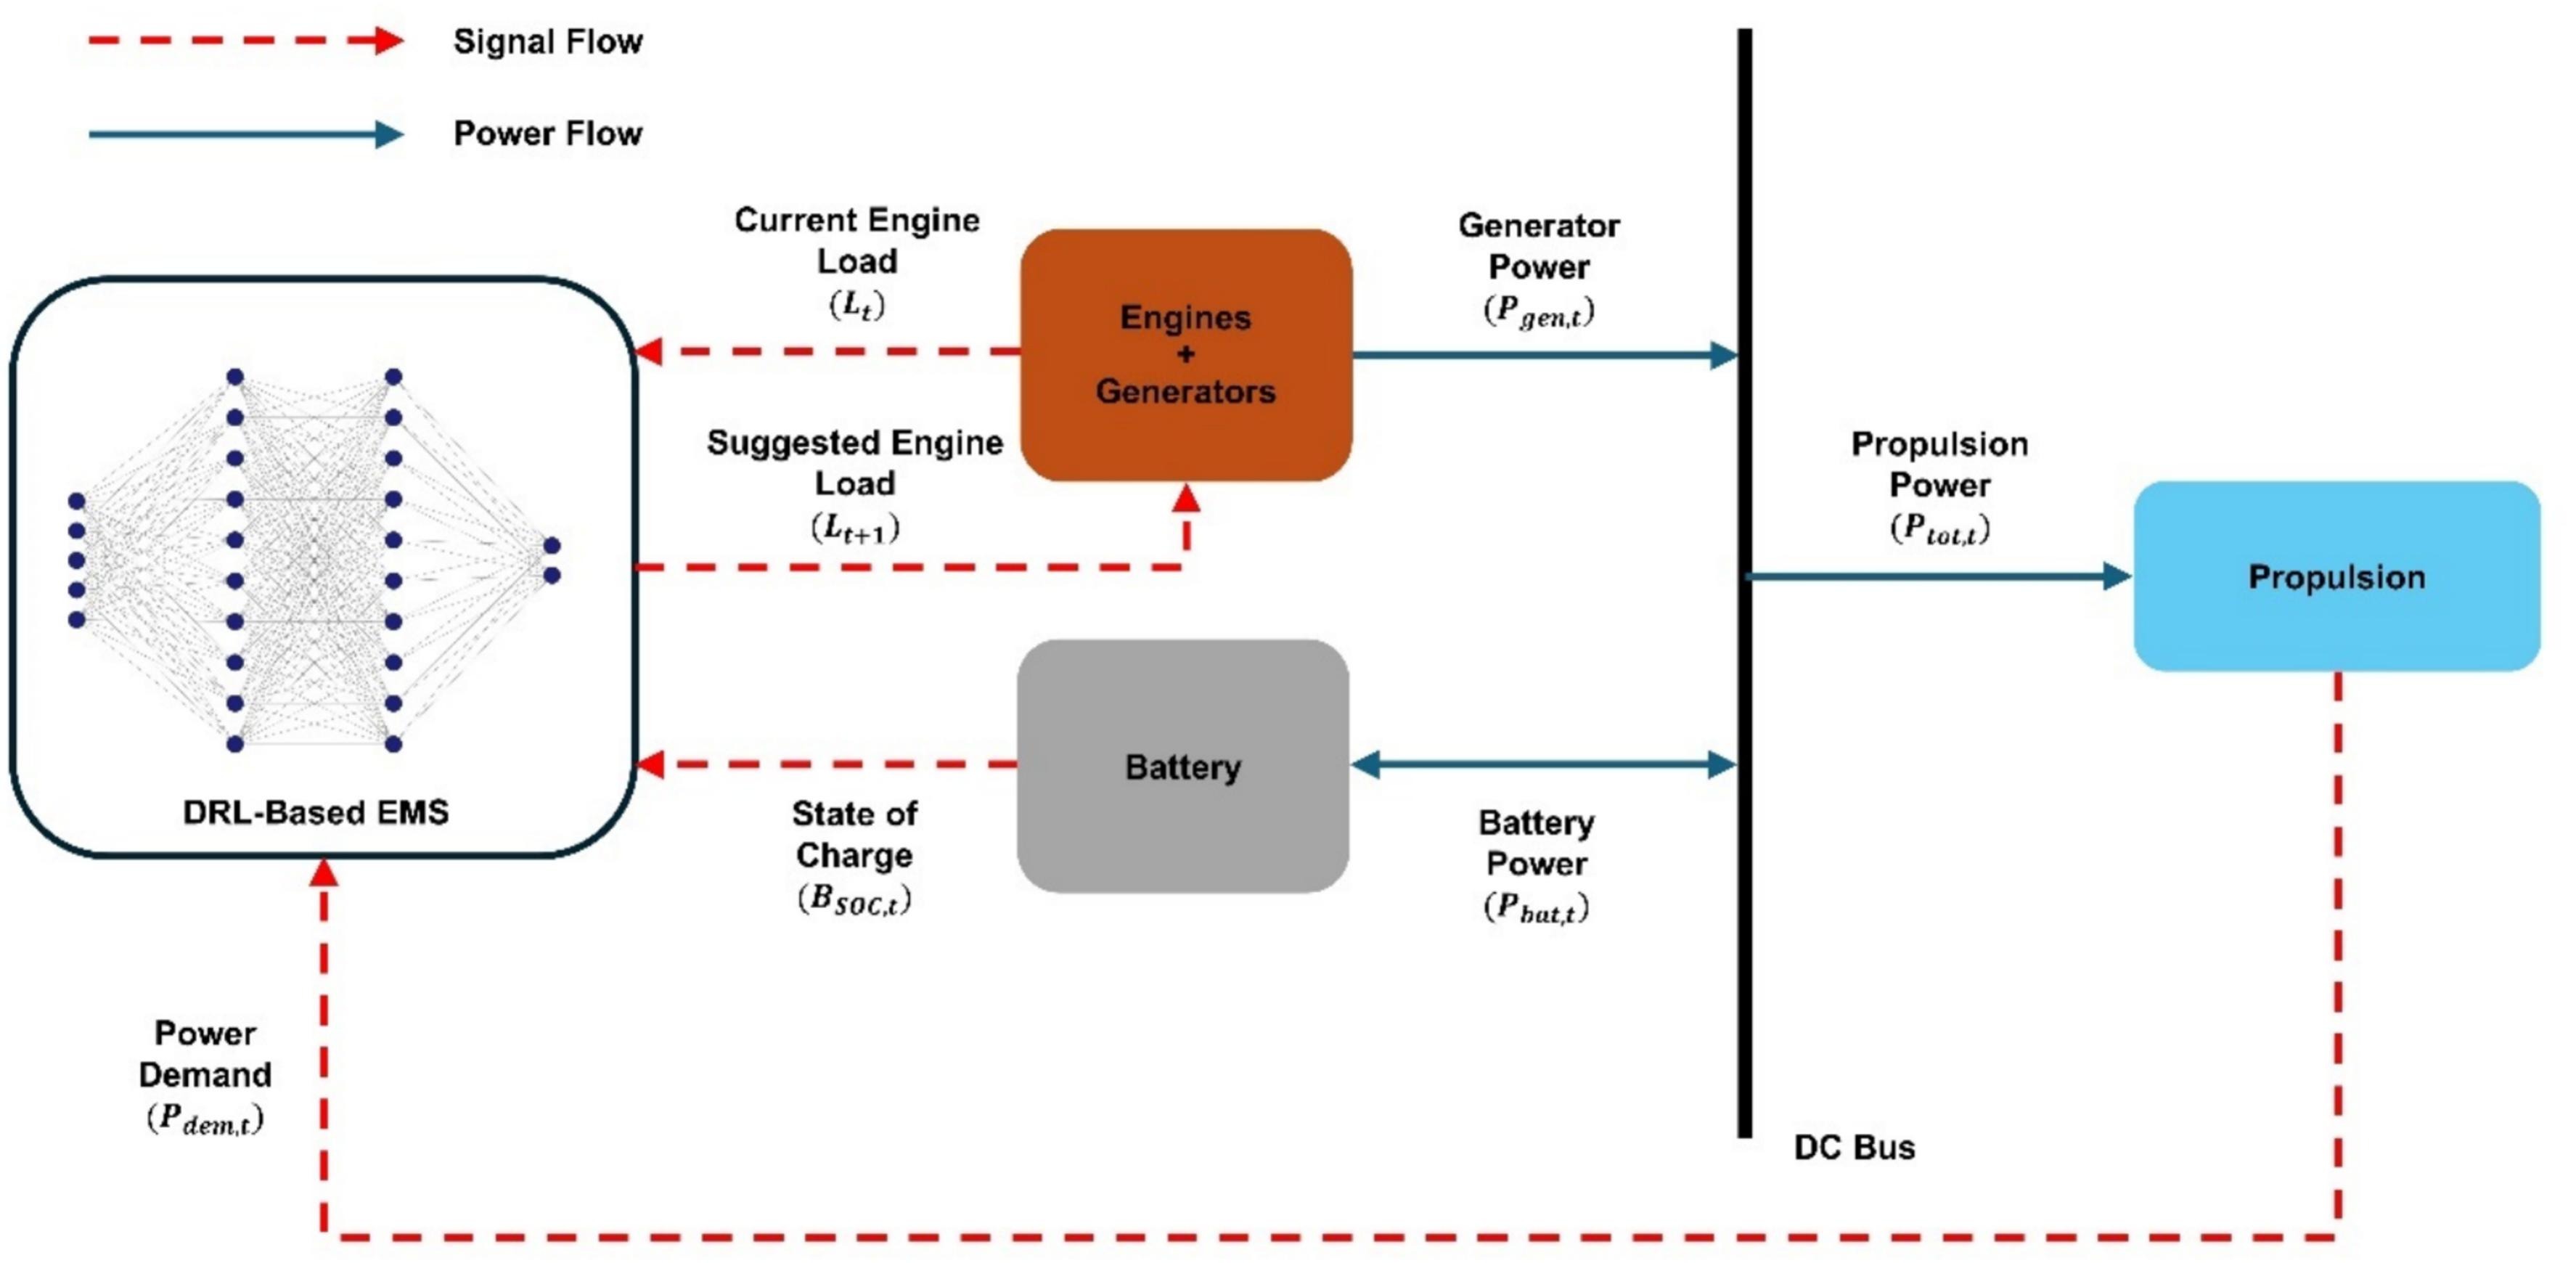 Signal Flow
Power Flow
Current Engine
Load
(L_t)
Suggested Engine
Load
(L_{t+1})
Engines
+
Generators
Generator
Power
(P_{gen,t})
Propulsion
Power
(P_{tot,t})
Propulsion
DRL-Based EMS
State of
Charge
(B_{SOC,t})
Battery
Battery
Power
(P_{bat,t})
Power
Demand
(P_{dem,t})
DC Bus